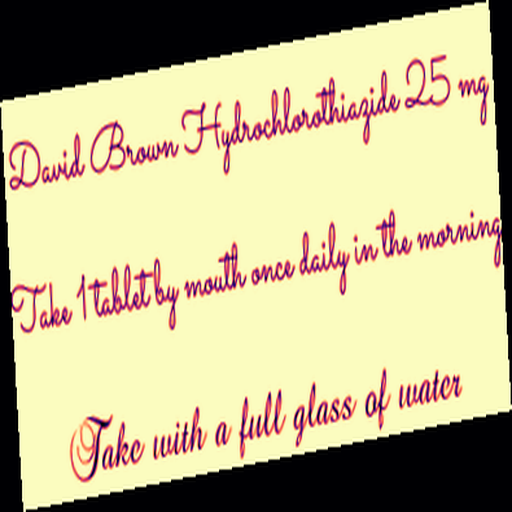 David Brown Hydrochlorothiazide 25 mg
Take 1 tablet by mouth once daily in the morning
Take with a full glass of water